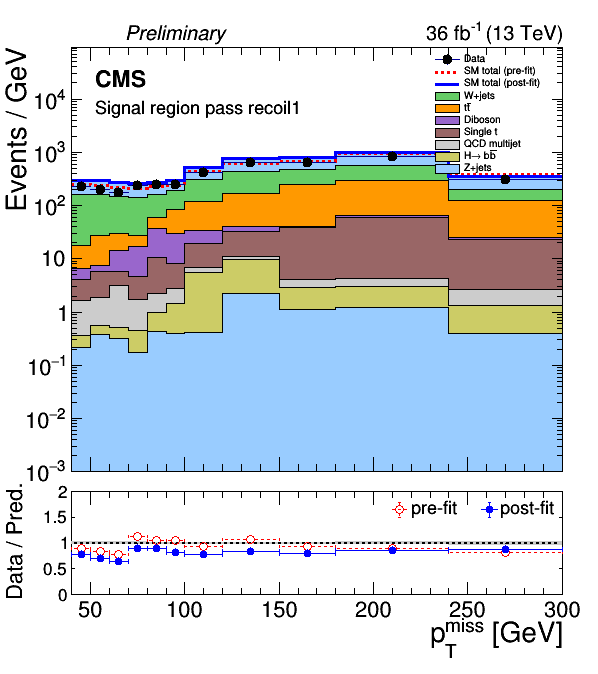 Preliminary
36 fb⁻¹ (13 TeV)
Events / GeV
10⁴
10³
10²
10
1
10⁻¹
10⁻²
10⁻³
CMS
Signal region pass recoil1
Data
SM total (pre-fit)
SM total (post-fit)
W+jets
tt̅
Diboson
Single t
QCD multijet
H→ bb̅
Z+jets
Data / Pred.
2
1.5
1
0.5
0
pre-fit
post-fit
50 100 150 200 250 300
p_T^miss [GeV]